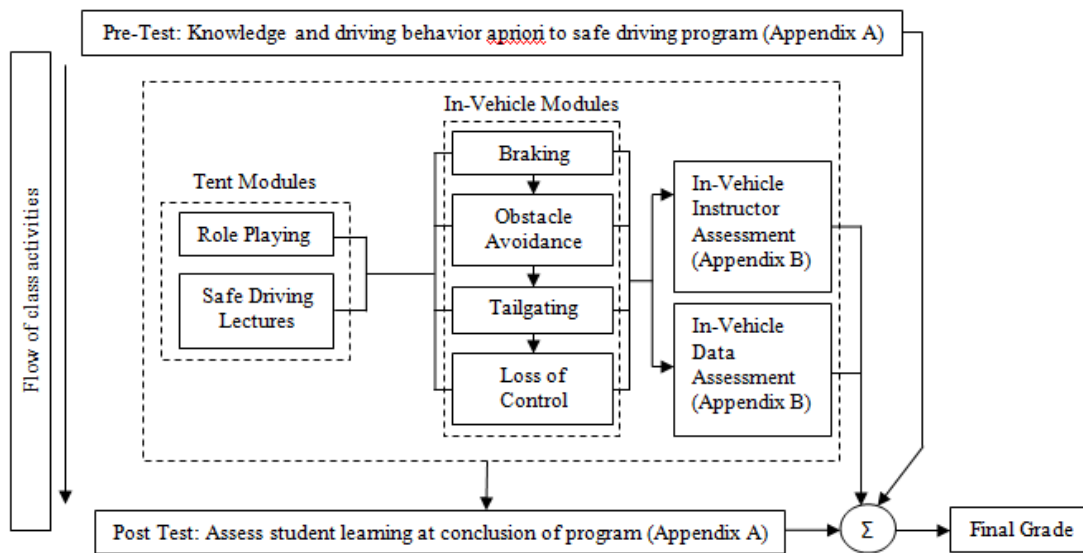 Pre-Test: Knowledge and driving behavior apriori to safe driving program (Appendix A)
Flow of class activities
In-Vehicle Modules
Tent Modules
Role Playing
Safe Driving
Lectures
Braking
Obstacle
Avoidance
Tailgating
Loss of
Control
In-Vehicle
Instructor
Assessment
(Appendix B)
In-Vehicle
Data
Assessment
(Appendix B)
Post Test: Assess student learning at conclusion of program (Appendix A)
Σ
Final Grade